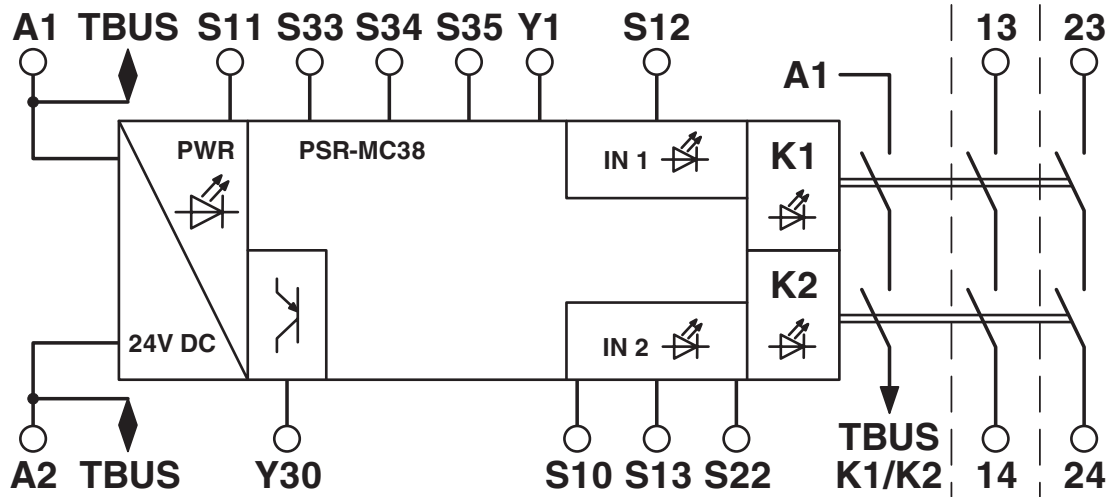 A1 TBUS S11 S33 S34 S35 Y1 S12 13 23
A1
PWR PSR-MC38 IN 1 K1
K2
24V DC IN 2
TBUS
A2 TBUS Y30 S10 S13 S22 K1/K2 14 24